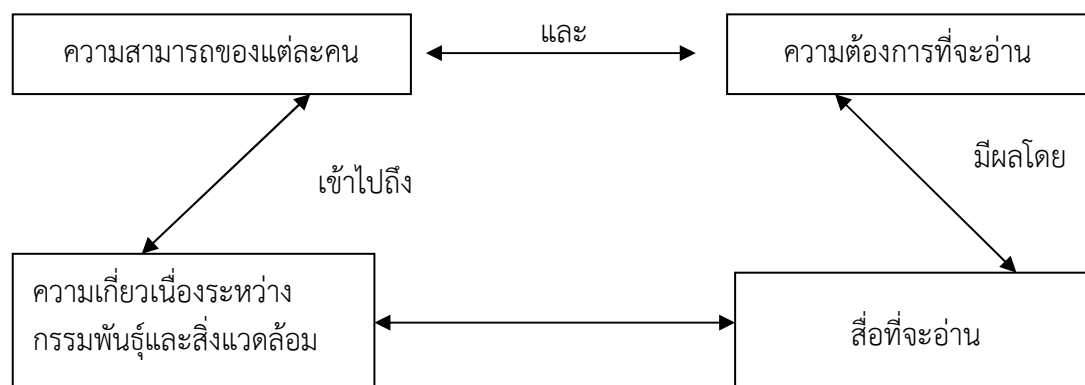 ความสามารถของแต่ละคน
และ
ความต้องการที่จะอ่าน
เข้าไปถึง
มีผลโดย
ความเกี่ยวเนื่องระหว่าง
กรรมพันธุ์และสิ่งแวดล้อม
สื่อที่จะอ่าน